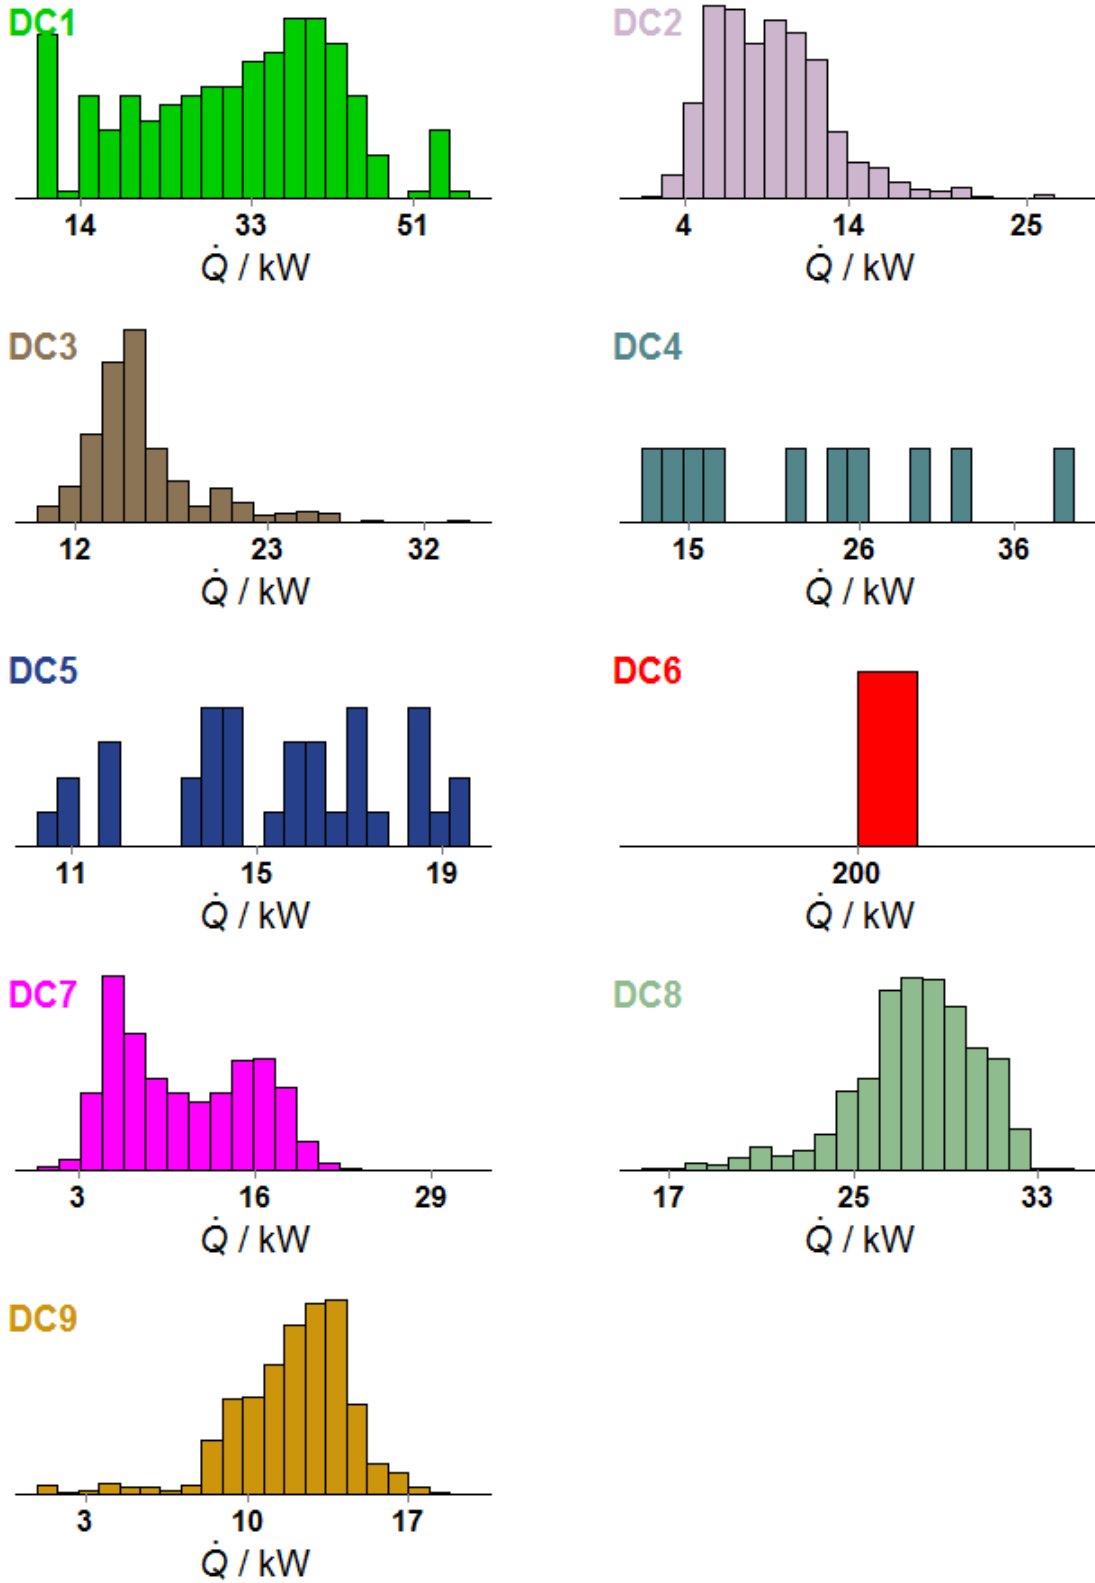 DC1
14 33 51
Q̇ / kW
DC2
4 14 25
Q̇ / kW
DC3
12 23 32
Q̇ / kW
DC4
15 26 36
Q̇ / kW
DC5
11 15 19
Q̇ / kW
DC6
200
Q̇ / kW
DC7
3 16 29
Q̇ / kW
DC8
17 25 33
Q̇ / kW
DC9
3 10 17
Q̇ / kW